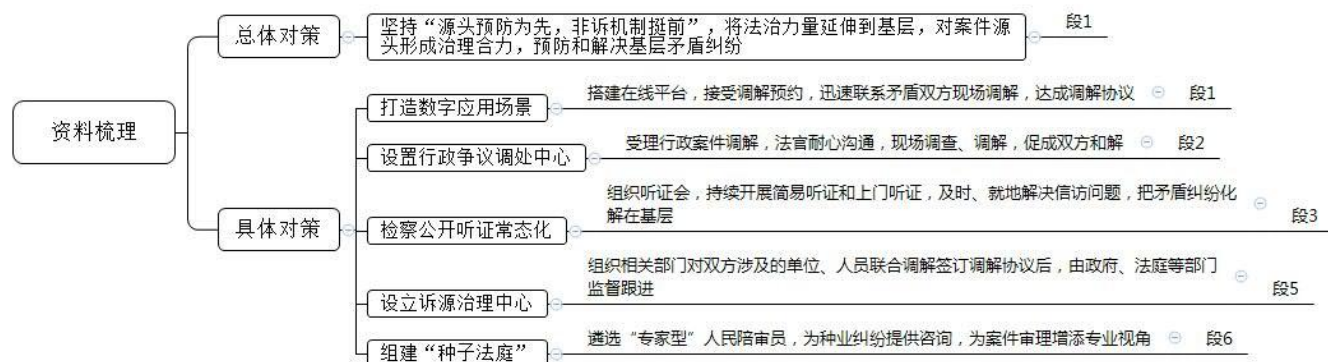 资料梳理
总体对策
坚持“源头预防为先，非诉机制挺前”，将法治力量延伸到基层，对案件源
头形成治理合力，预防和解决基层矛盾纠纷
段1
具体对策
打造数字应用场景
搭建在线平台，接受调解预约，迅速联系矛盾双方现场调解，达成调解协议
段1
设置行政争议调处中心
受理行政案件调解，法官耐心沟通，现场调查、调解，促成双方和解
段2
检察公开听证常态化
组织听证会，持续开展简易听证和上门听证，及时、就地解决信访问题，把矛盾纠纷化
解在基层
段3
设立诉源治理中心
组织相关部门对双方涉及的单位、人员联合调解签订调解协议后，由政府、法庭等部门
监督跟进
段5
组建“种子法庭”
遴选“专家型”人民陪审员，为种业纠纷提供咨询，为案件审理增添专业视角
段6